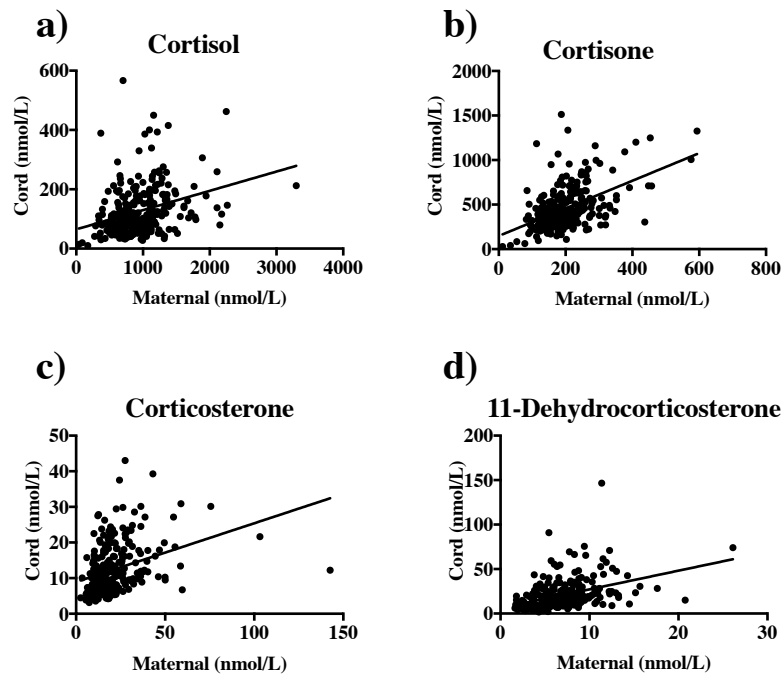 a)
Cortisol
600
400
200
0
Cord (nmol/L)
0 1000 2000 3000 4000
Maternal (nmol/L)
b)
Cortisone
2000
1500
1000
500
0
Cord (nmol/L)
0 200 400 600 800
Maternal (nmol/L)
c)
Corticosterone
50
40
30
20
10
0
Cord (nmol/L)
0 50 100 150
Maternal (nmol/L)
d)
11-Dehydrocorticosterone
200
150
100
50
0
Cord (nmol/L)
0 10 20 30
Maternal (nmol/L)